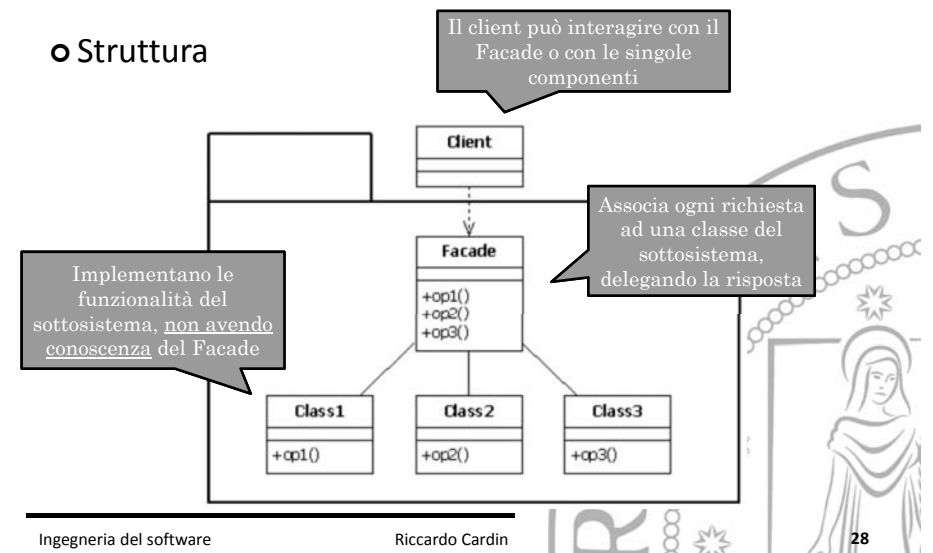 Struttura
Il client può interagire con il
Facade o con le singole
componenti
Client
Associa ogni richiesta
ad una classe del
sottosistema,
delegando la risposta
Facade
+op1()
+op2()
+op3()
Implementano le
funzionalità del
sottosistema, non avendo
conoscenza del Facade
Class1
+op1()
Class2
+op2()
Class3
+op3()
S
R
Ingegneria del software
Riccardo Cardin
28